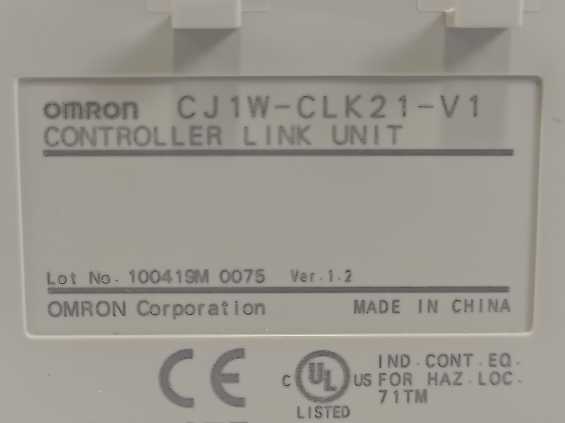 OMRON CJ1W-CLK21-V1
CONTROLLER LINK UNIT
Lot No. 100419M 0075 Ver.1.2
OMRON Corporation MADE IN CHINA
CE
C UL US
LISTED
IND.CONT.EQ.
FOR HAZ.LOC.
71TM